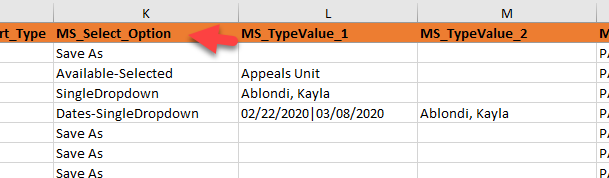 K L M
rt_Type MS_Select_Option MS_TypeValue_1 MS_TypeValue_2
Save As
Available-Selected Appeals Unit
SingleDropdown Ablondi, Kayla
Dates-SingleDropdown 02/22/2020|03/08/2020 Ablondi, Kayla
Save As
Save As
Save As